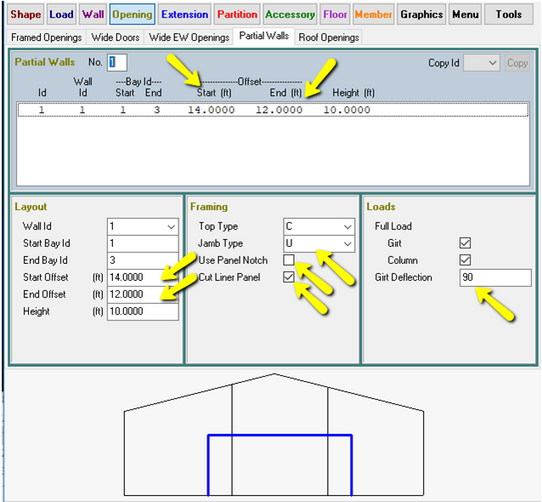 Shape Load Wall Opening Extension Partition Accessory Floor Member Graphics Menu Tools
Framed Openings Wide Doors Wide EW Openings Partial Walls Roof Openings
Partial Walls No. 1 Copy Id Copy
Wall ----Bay Id---- --------------Offset--------------
Id Id Start End Start (ft) End (ft) Height (ft)
1 1 1 3 14.0000 12.0000 10.0000
Layout
Wall Id 1
Start Bay Id 1
End Bay Id 3
Start Offset (ft) 14.0000
End Offset (ft) 12.0000
Height (ft) 10.0000
Framing
Top Type C
Jamb Type U
Use Panel Notch
Cut Liner Panel
Loads
Full Load
Girt
Column
Girt Deflection 90